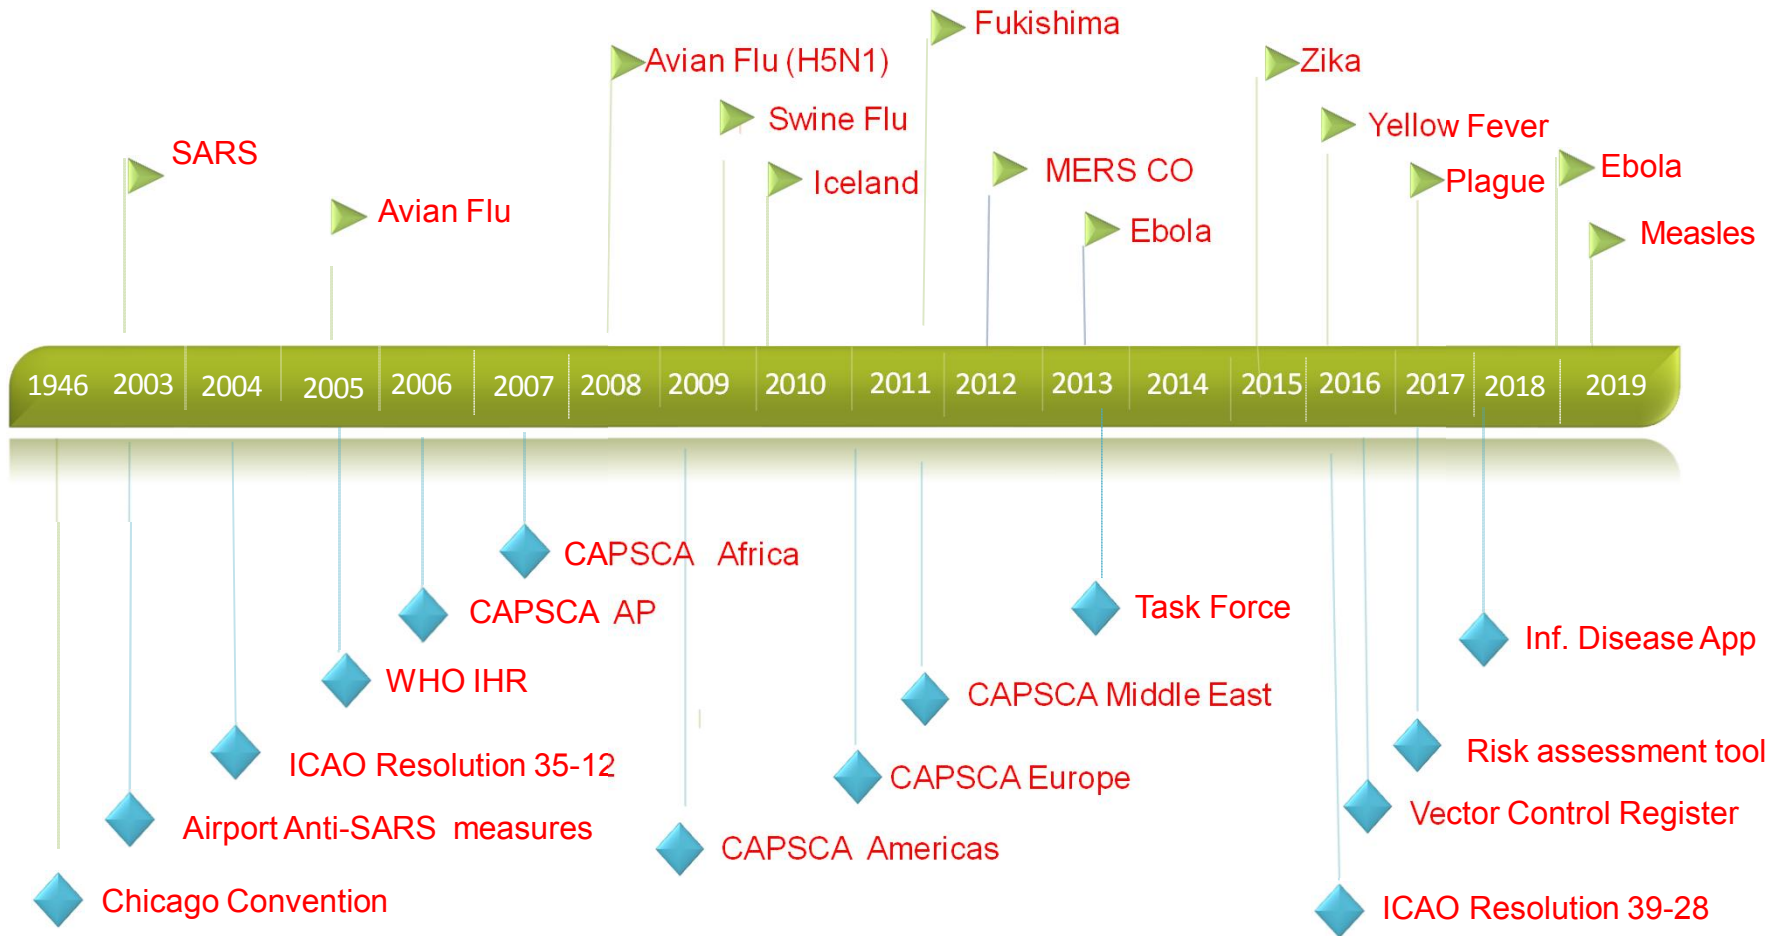 Fukishima
Avian Flu (H5N1)
Zika
Swine Flu
Yellow Fever
SARS
Iceland
MERS CO
Plague
Ebola
Avian Flu
Ebola
Measles
1946 2003 2004 2005 2006 2007 2008 2009 2010 2011 2012 2013 2014 2015 2016 2017 2018 2019
CAPSCA Africa
CAPSCA AP
Task Force
Inf. Disease App
WHO IHR
CAPSCA Middle East
ICAO Resolution 35-12
Risk assessment tool
CAPSCA Europe
Airport Anti-SARS measures
Vector Control Register
CAPSCA Americas
Chicago Convention
ICAO Resolution 39-28